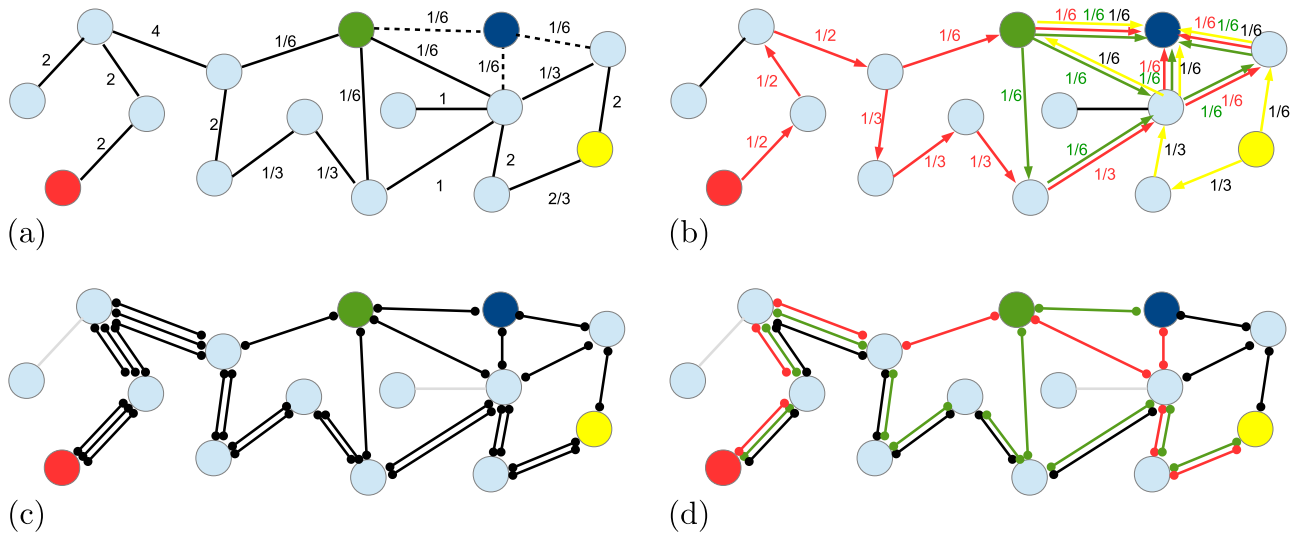 4 1/6 1/6
2 2 1/6 1/6 1/6 1/3
2 2 1/6 1 2
1/3 1/3 1 2 2/3
(a)
1/6 1/6 1/6 1/6 1/6 1/6
1/2 1/6 1/6 1/6
1/2 1/6 1/6 1/6 1/6
1/2 1/3 1/6 1/6 1/6 1/6
1/3 1/3 1/6 1/3 1/3 1/3
(b)
(c)
(d)